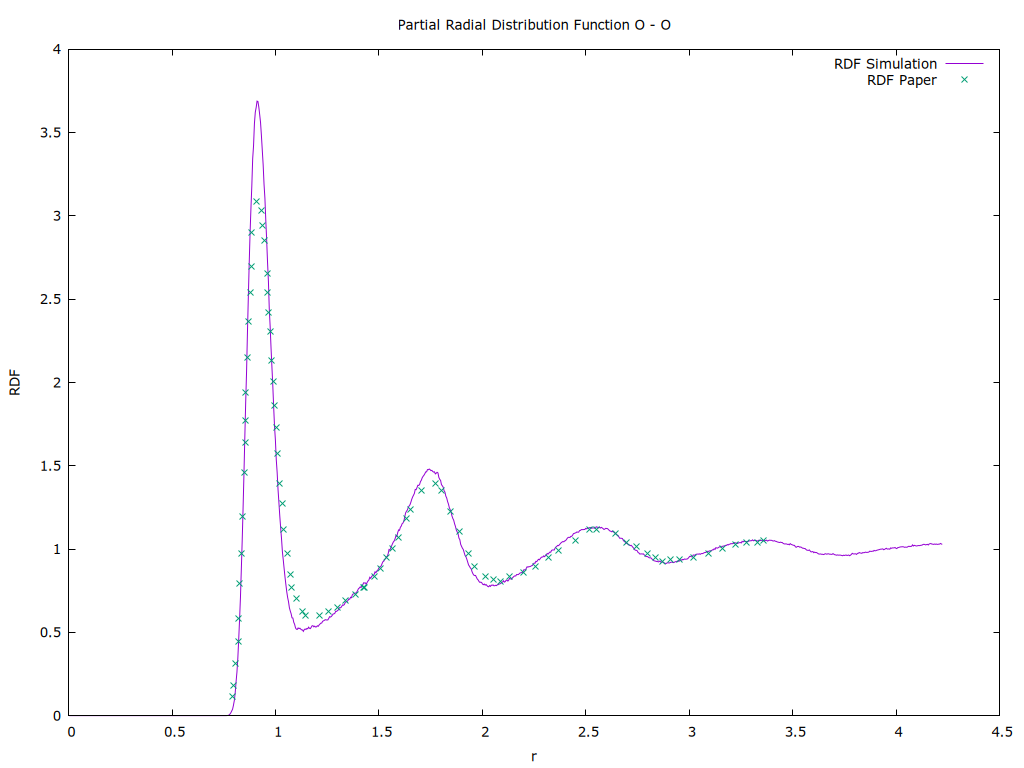 Partial Radial Distribution Function O - O
4
RDF Simulation
RDF Paper
3.5
3
2.5
2
RDF
1.5
1
0.5
0
0 0.5 1 1.5 2 2.5 3 3.5 4 4.5
r